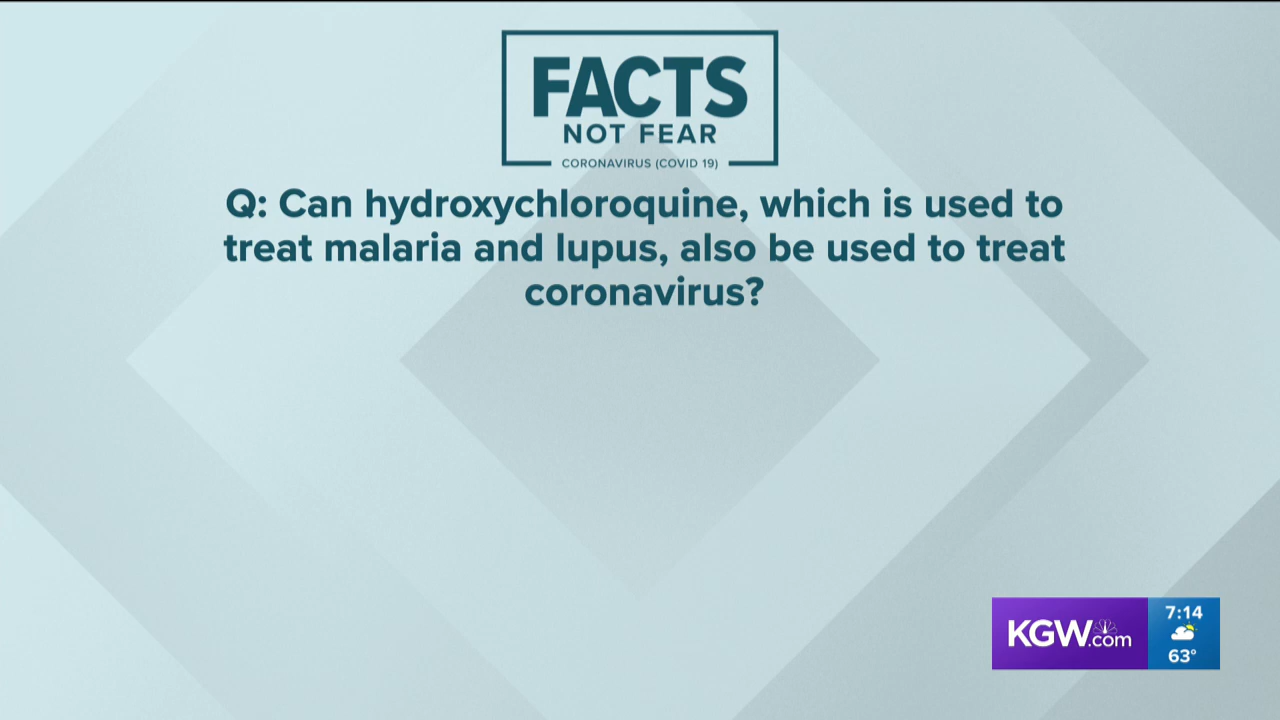 FACTS
NOT FEAR
CORONAVIRUS (COVID 19)
Q: Can hydroxychloroquine, which is used to
treat malaria and lupus, also be used to treat
coronavirus?
KGW.com
7:14
63°